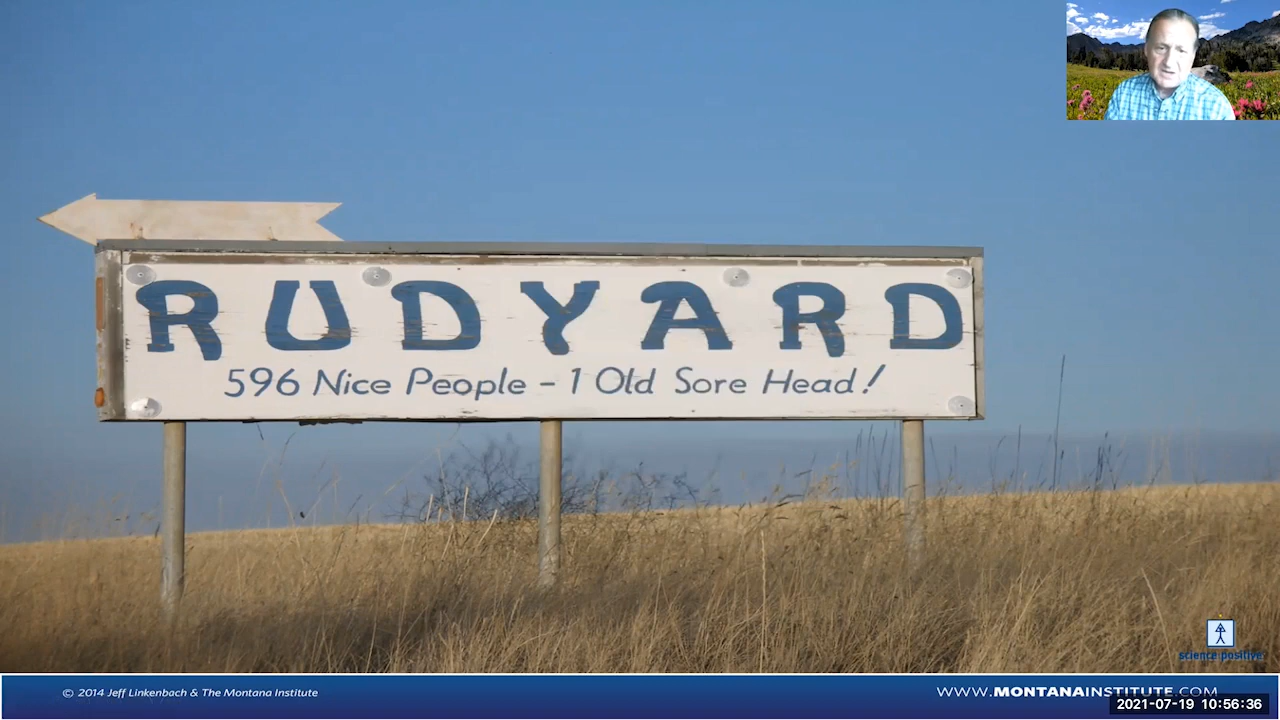 RUDYARD
596 Nice People - 1 Old Sore Head!
science+positive
© 2014 Jeff Linkenbach & The Montana Institute
WWW.MONTANAINSTITUTE.COM
2021-07-19 10:56:36